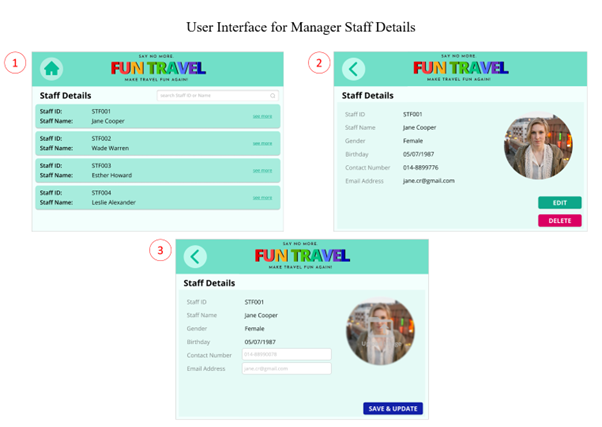 User Interface for Manager Staff Details
1
SAY NO MORE
FUN TRAVEL
MAKE TRAVEL FUN AGAIN!
Staff Details
search Staff ID or Name
Staff ID: STF001
Staff Name: Jane Cooper
see more
Staff ID: STF002
Staff Name: Wade Warren
see more
Staff ID: STF003
Staff Name: Esther Howard
see more
Staff ID: STF004
Staff Name: Leslie Alexander
see more
2
SAY NO MORE
FUN TRAVEL
MAKE TRAVEL FUN AGAIN!
Staff Details
Staff ID STF001
Staff Name Jane Cooper
Gender Female
Birthday 05/07/1987
Contact Number 014-8899776
Email Address jane.cr@gmail.com
EDIT
DELETE
3
SAY NO MORE
FUN TRAVEL
MAKE TRAVEL FUN AGAIN!
Staff Details
Staff ID STF001
Staff Name Jane Cooper
Gender Female
Birthday 05/07/1987
Contact Number
Email Address jane.cr@gmail.com
SAVE & UPDATE